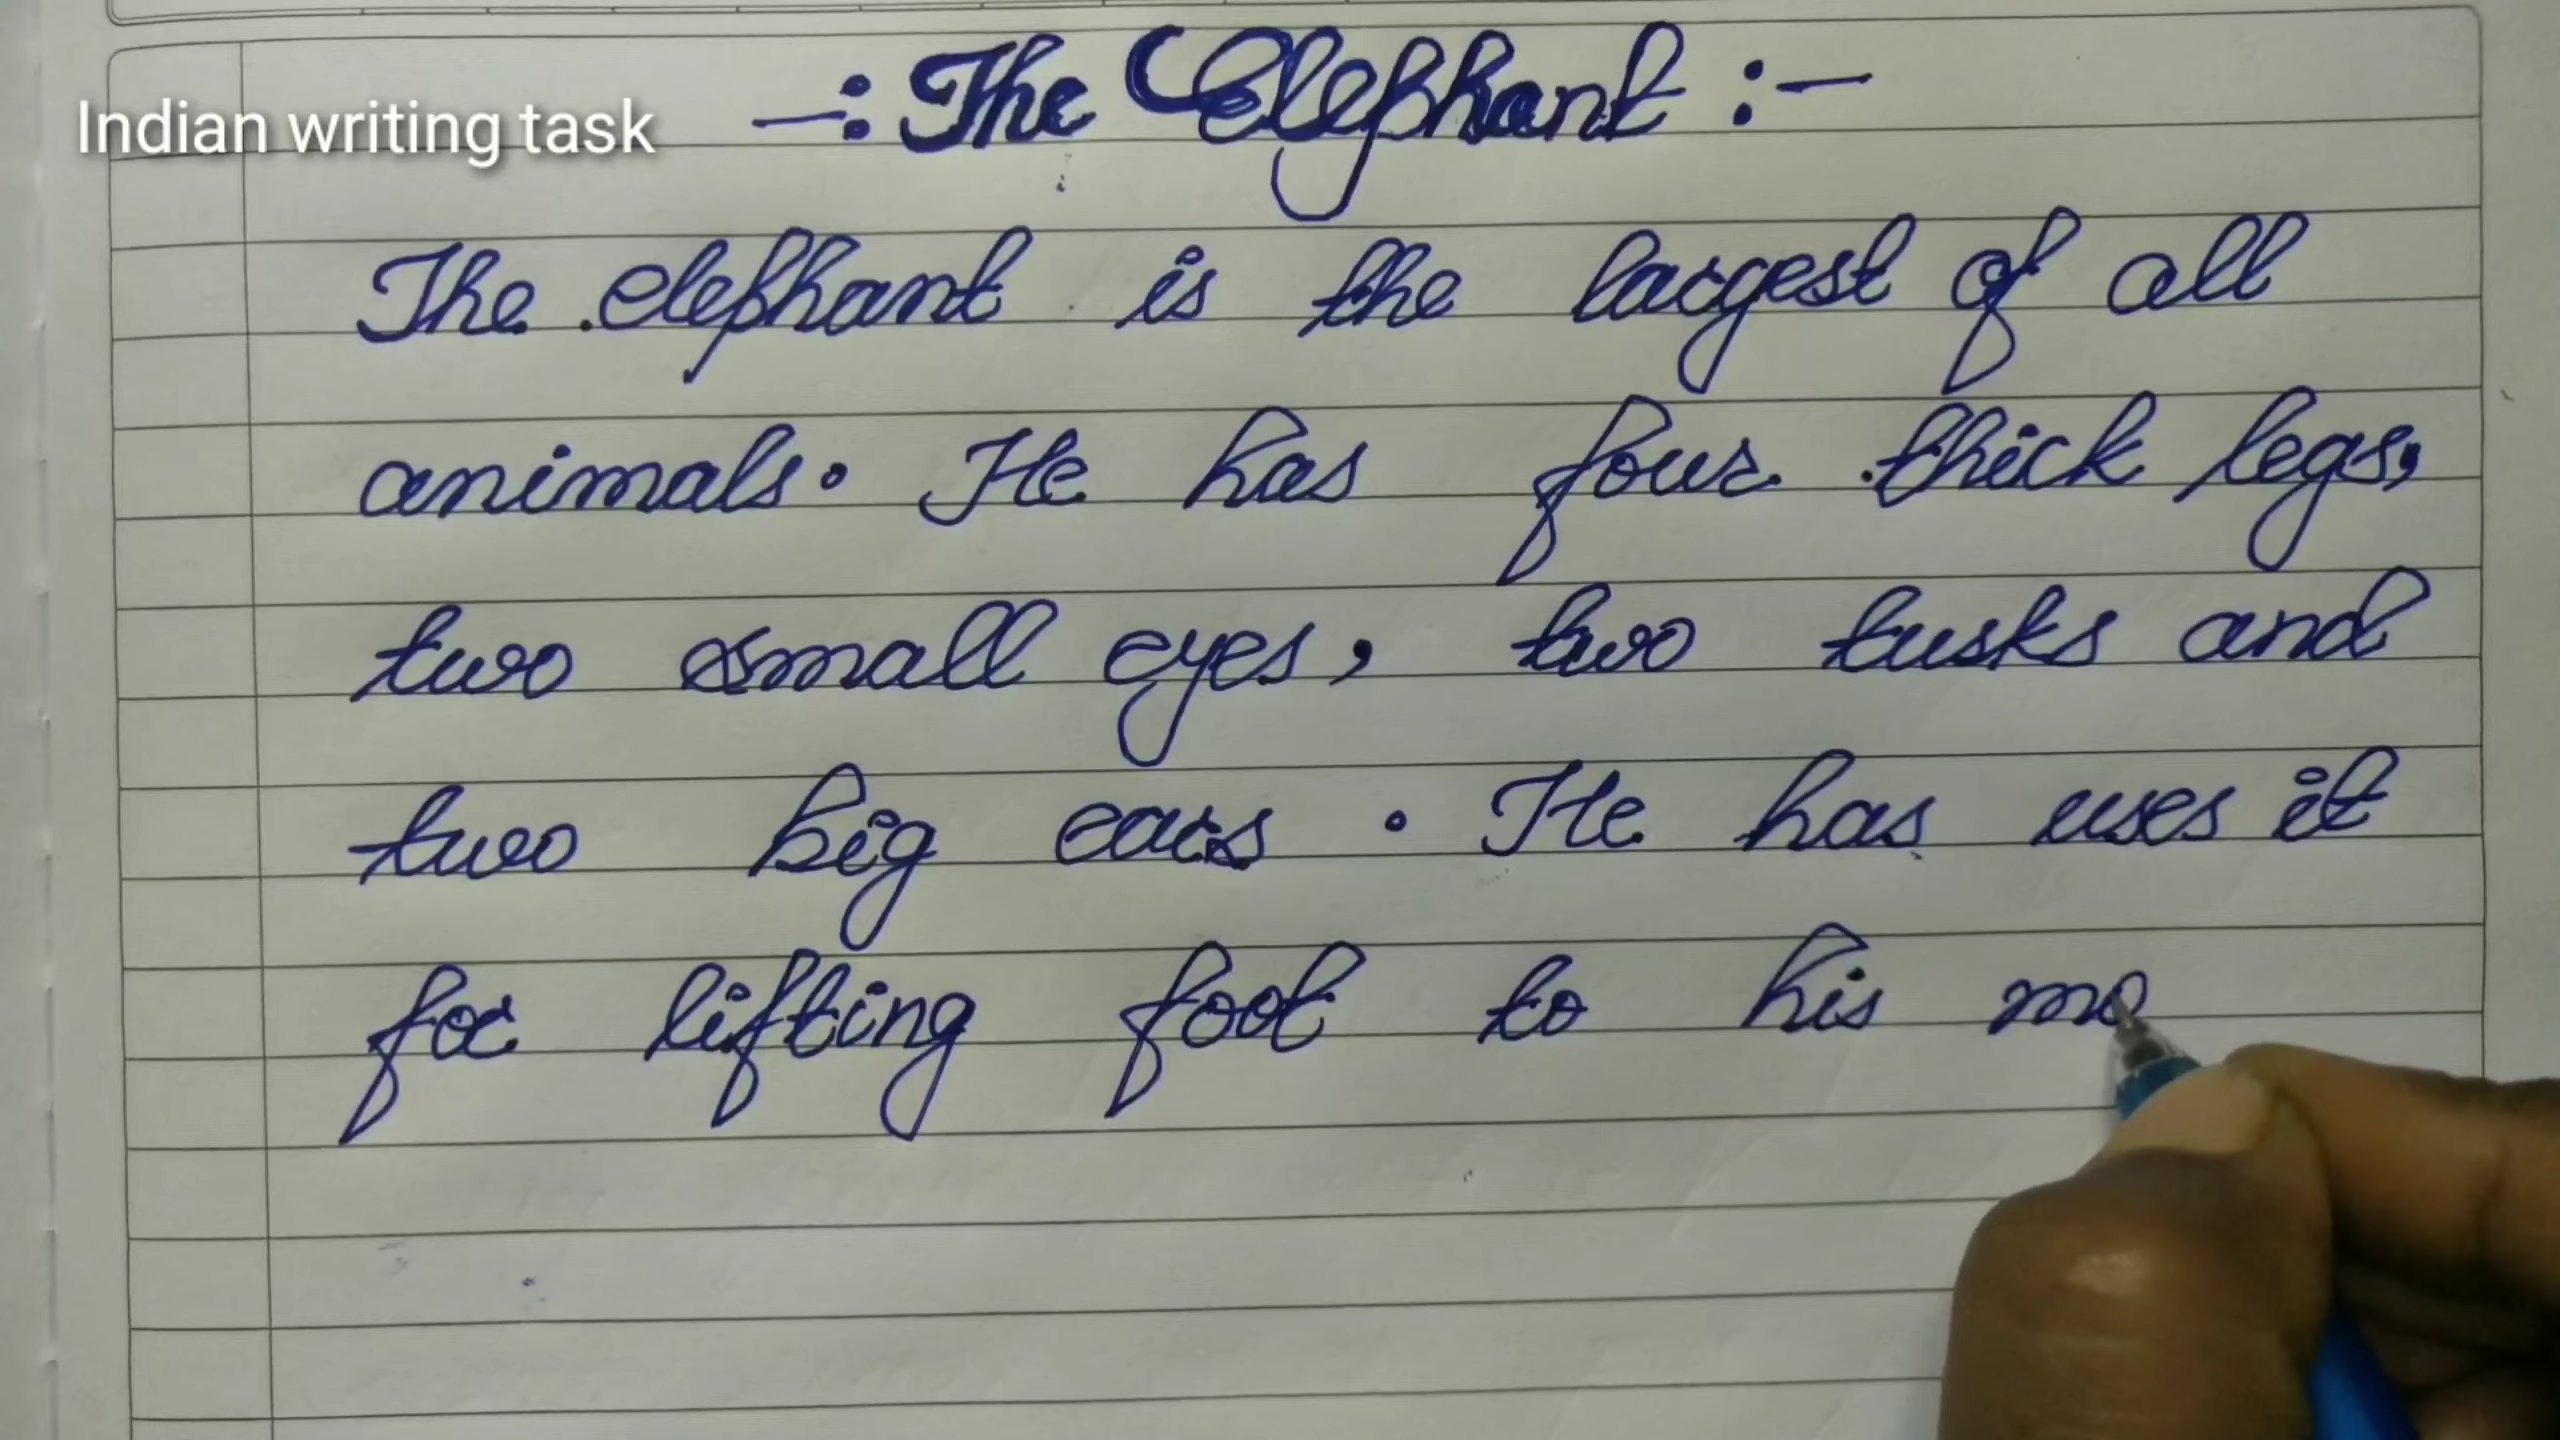 Indian writing task
-: The Elephant :-
The elephant is the largest of all
animals. He has four thick legs,
two small eyes, two tusks and
two big ears. He has uses it
for lifting foot to his mo